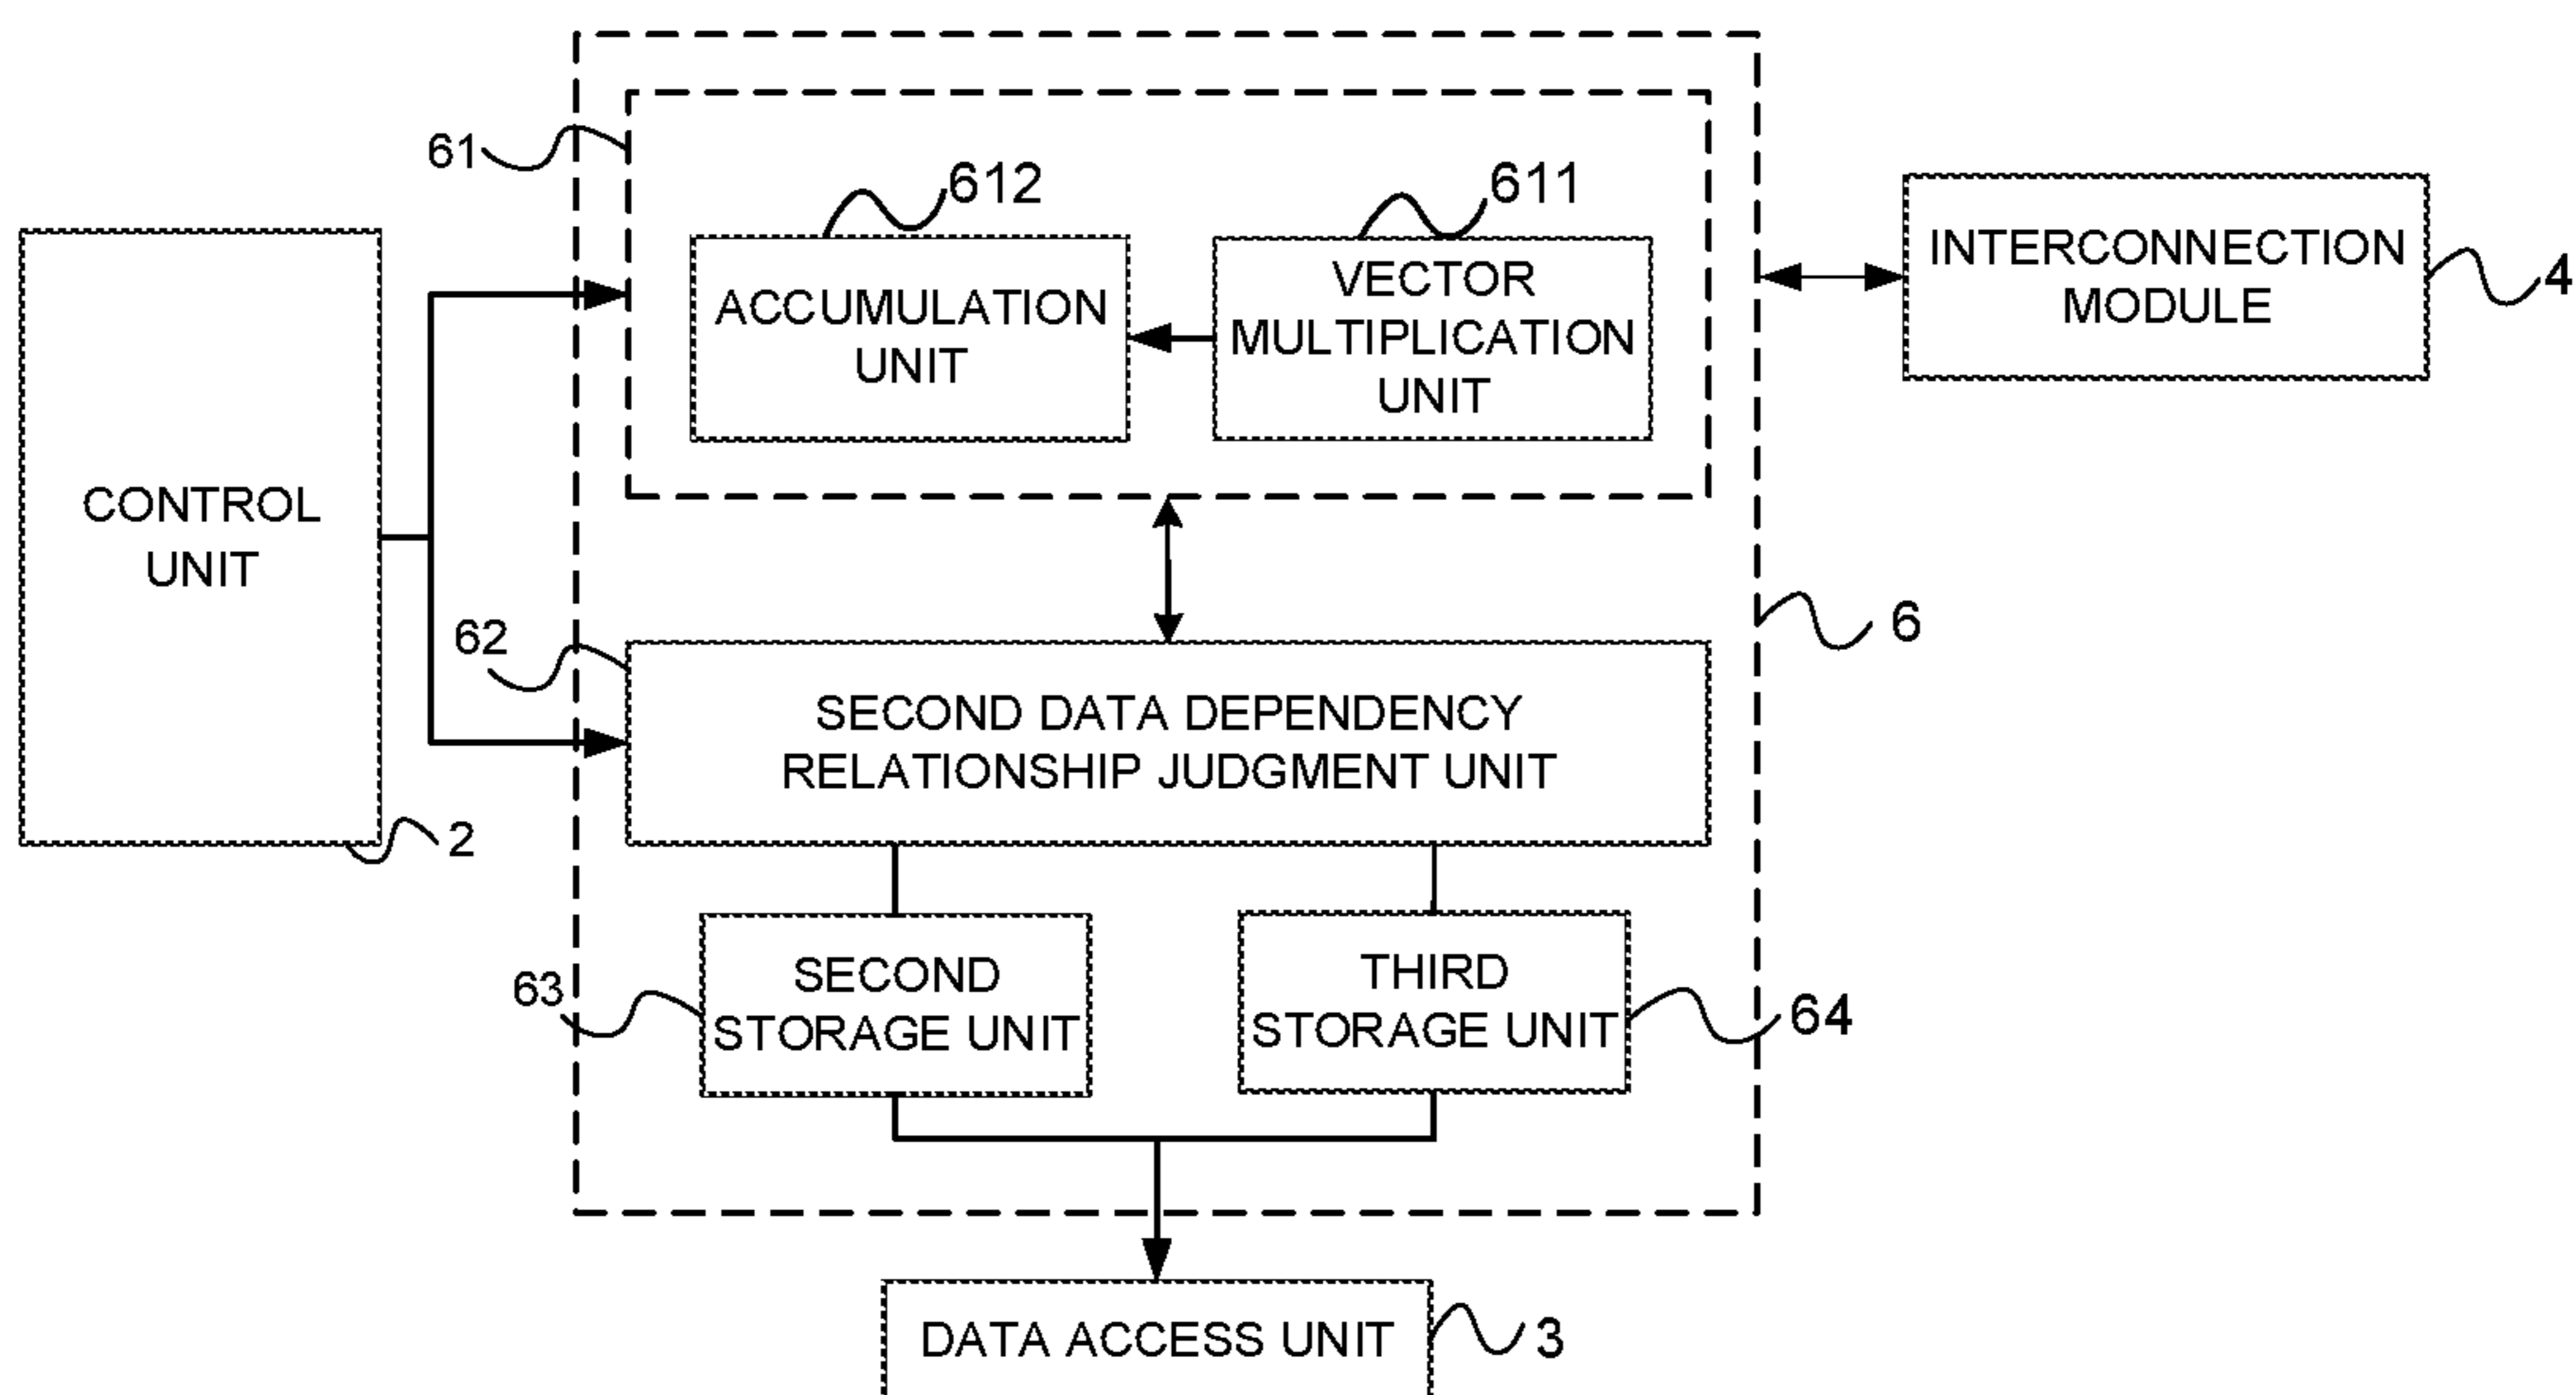 61
612
611
ACCUMULATION
UNIT
VECTOR
MULTIPLICATION
UNIT
INTERCONNECTION
MODULE
4
CONTROL
UNIT
2
62
6
SECOND DATA DEPENDENCY
RELATIONSHIP JUDGMENT UNIT
63
SECOND
STORAGE UNIT
THIRD
STORAGE UNIT
64
DATA ACCESS UNIT
3